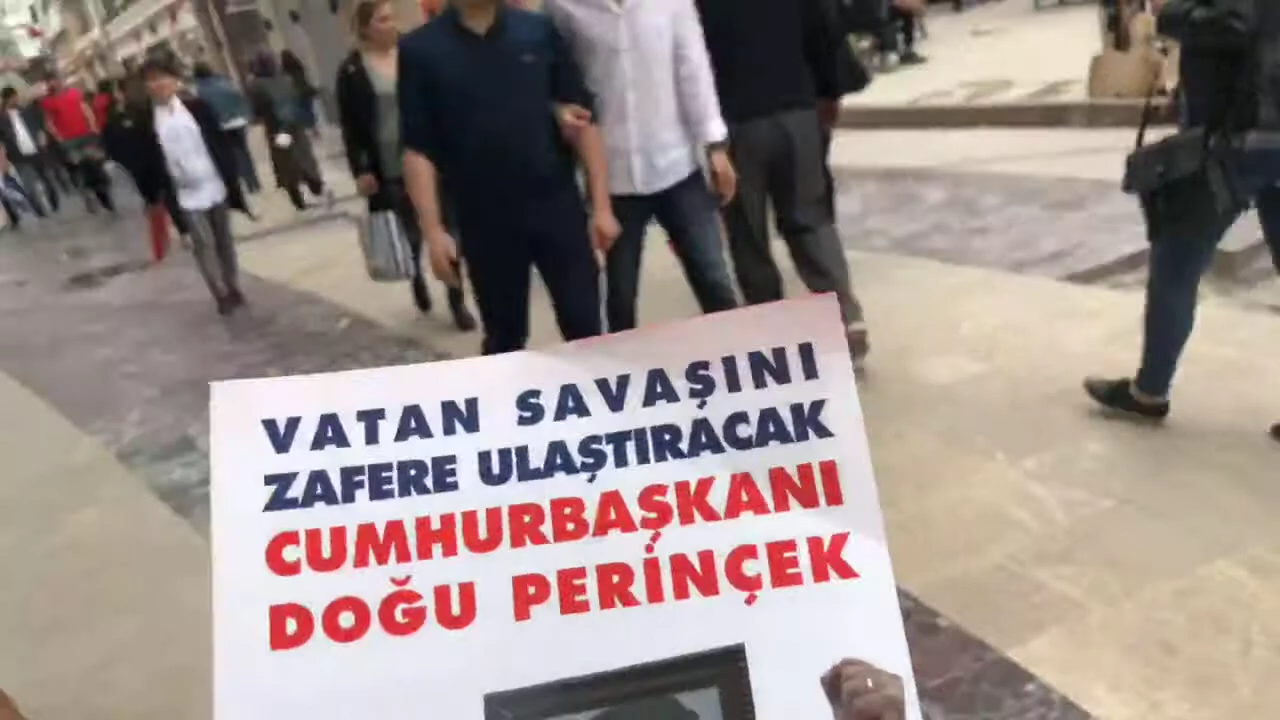 VATAN SAVAŞINI
ZAFERE ULAŞTIRACAK
CUMHURBAŞKANI
DOĞU PERİNÇEK